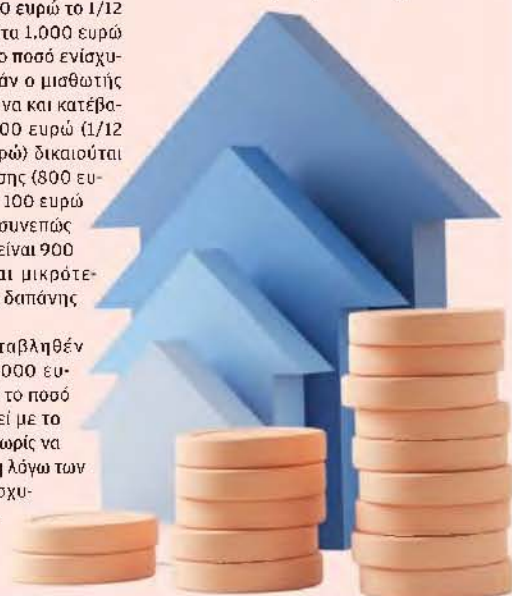 0 ευρώ το 1/12
τα 1.000 ευρώ
ο ποσό ενίσχυ-
άν ο μισθωτής
να και κατέβα-
00 ευρώ (1/12
ρώ) δικαιούται
σης (800 ευ-
100 ευρώ
συνεπώς
είναι 900
αι μικρότε-
δαπάνης
ταβληθέν
000 ευ-
το ποσό
εί με το
ωρίς να
η λόγω των
σχυ-